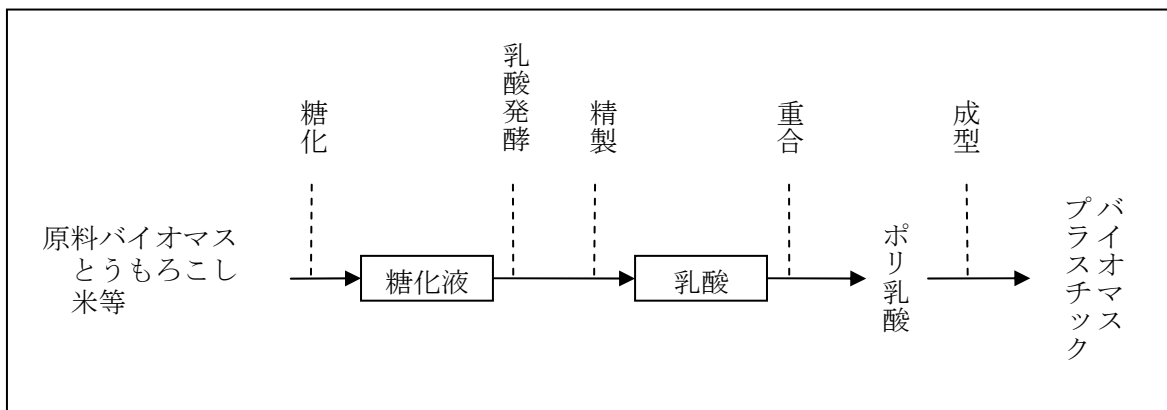 糖化
乳酸発酵
精製
重合
成型
原料バイオマス
とうもろこし
米等
糖化液
乳酸
ポリ乳酸
バイオマス
プラスチック